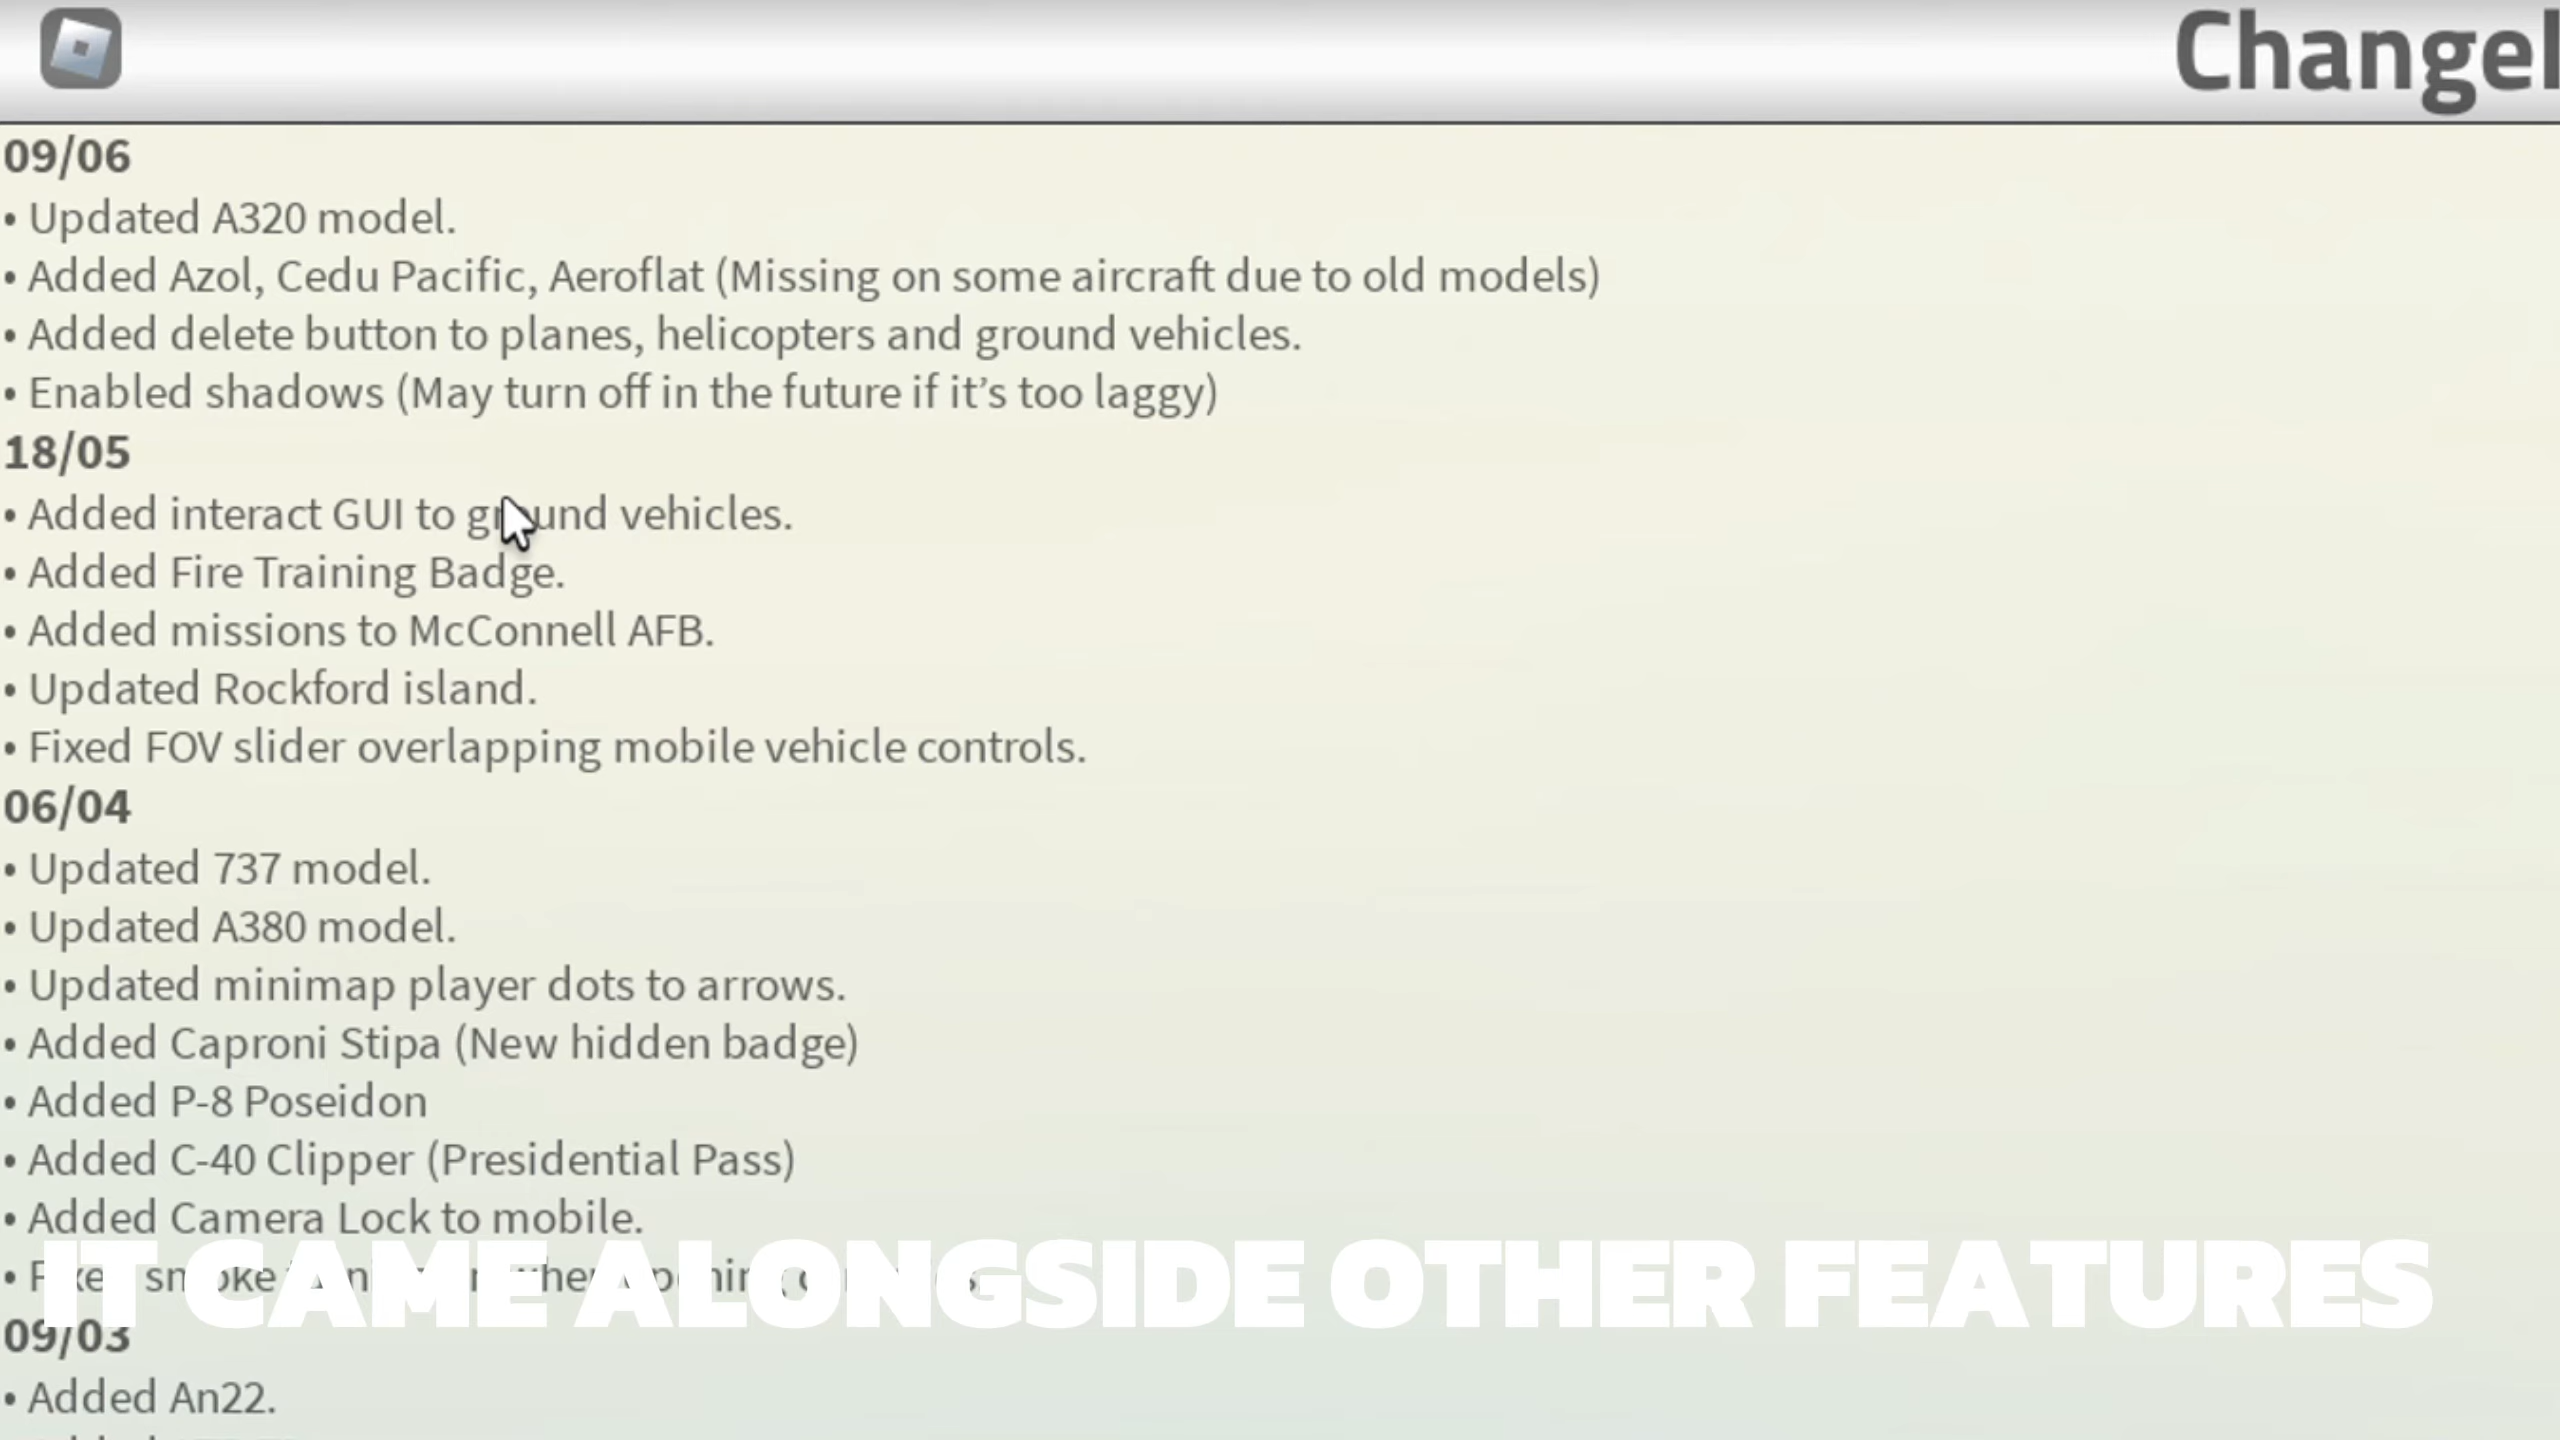 Changel
09/06
• Updated A320 model.
• Added Azol, Cedu Pacific, Aeroflat (Missing on some aircraft due to old models)
• Added delete button to planes, helicopters and ground vehicles.
• Enabled shadows (May turn off in the future if it’s too laggy)
18/05
• Added interact GUI to ground vehicles.
• Added Fire Training Badge.
• Added missions to McConnell AFB.
• Updated Rockford island.
• Fixed FOV slider overlapping mobile vehicle controls.
06/04
• Updated 737 model.
• Updated A380 model.
• Updated minimap player dots to arrows.
• Added Caproni Stipa (New hidden badge)
• Added P-8 Poseidon
• Added C-40 Clipper (Presidential Pass)
• Added Camera Lock to mobile.
• Fixed smoke when opening
IT CAME ALONGSIDE OTHER FEATURES
09/03
• Added An22.